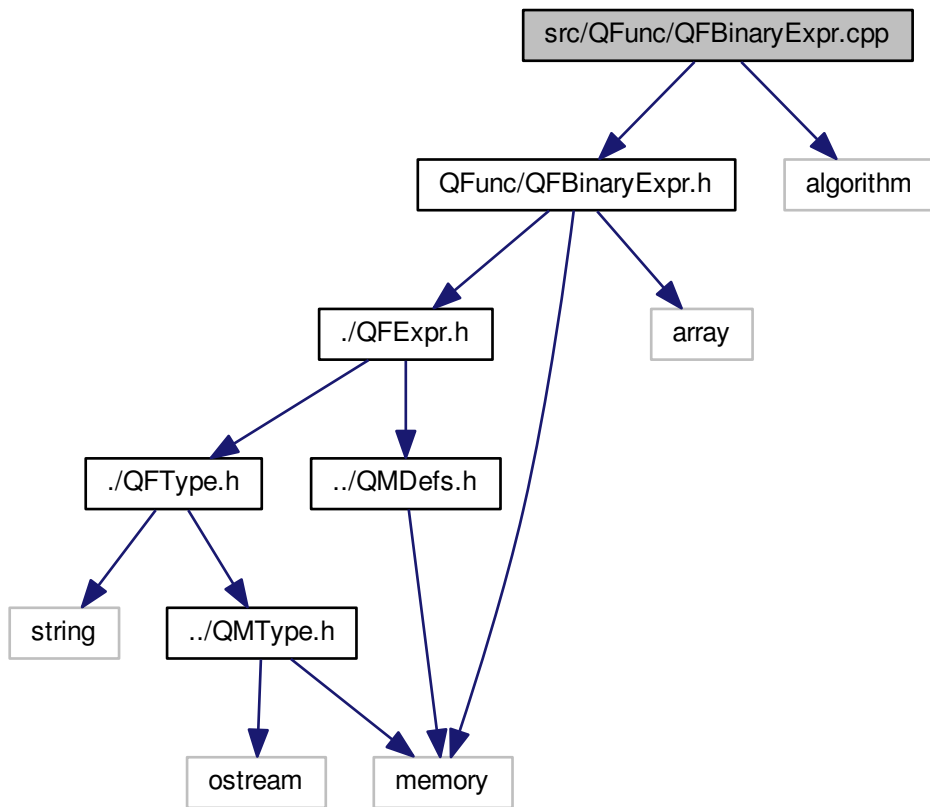 src/QFunc/QFBinaryExpr.cpp
QFunc/QFBinaryExpr.h
algorithm
./QFExpr.h
array
./QFType.h
../QMDefs.h
string
../QMType.h
ostream
memory